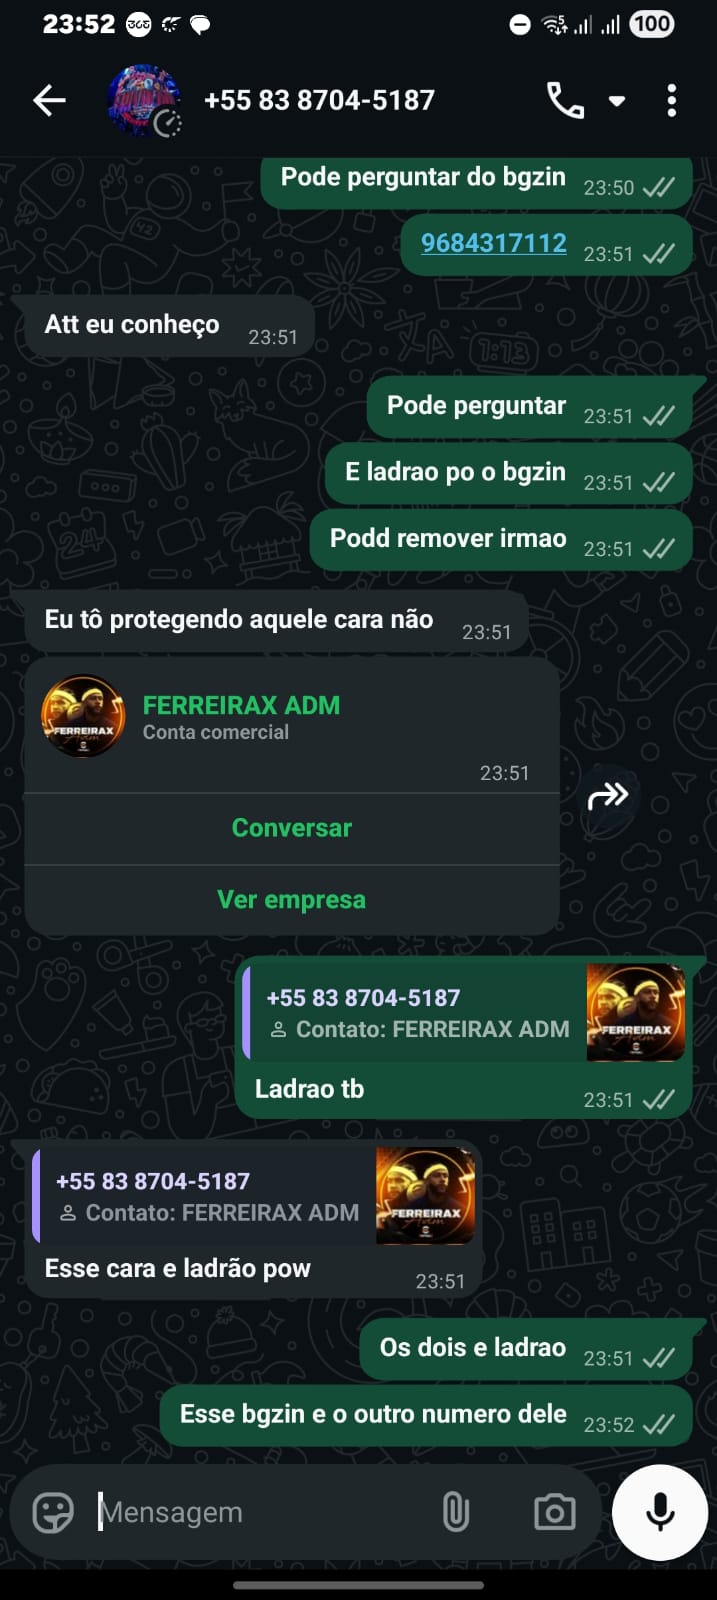 23:52
100
+55 83 8704-5187
Pode perguntar do bgzin 23:50
9684317112 23:51
Att eu conheço 23:51
Pode perguntar 23:51
E ladrao po o bgzin 23:51
Podd remover irmao 23:51
Eu tô protegendo aquele cara não 23:51
FERREIRAX ADM
Conta comercial
23:51
Conversar
Ver empresa
+55 83 8704-5187
Contato: FERREIRAX ADM
FERREIRAX
Ladrao tb 23:51
+55 83 8704-5187
Contato: FERREIRAX ADM
FERREIRAX
Esse cara e ladrão pow 23:51
Os dois e ladrao 23:51
Esse bgzin e o outro numero dele 23:52
Mensagem